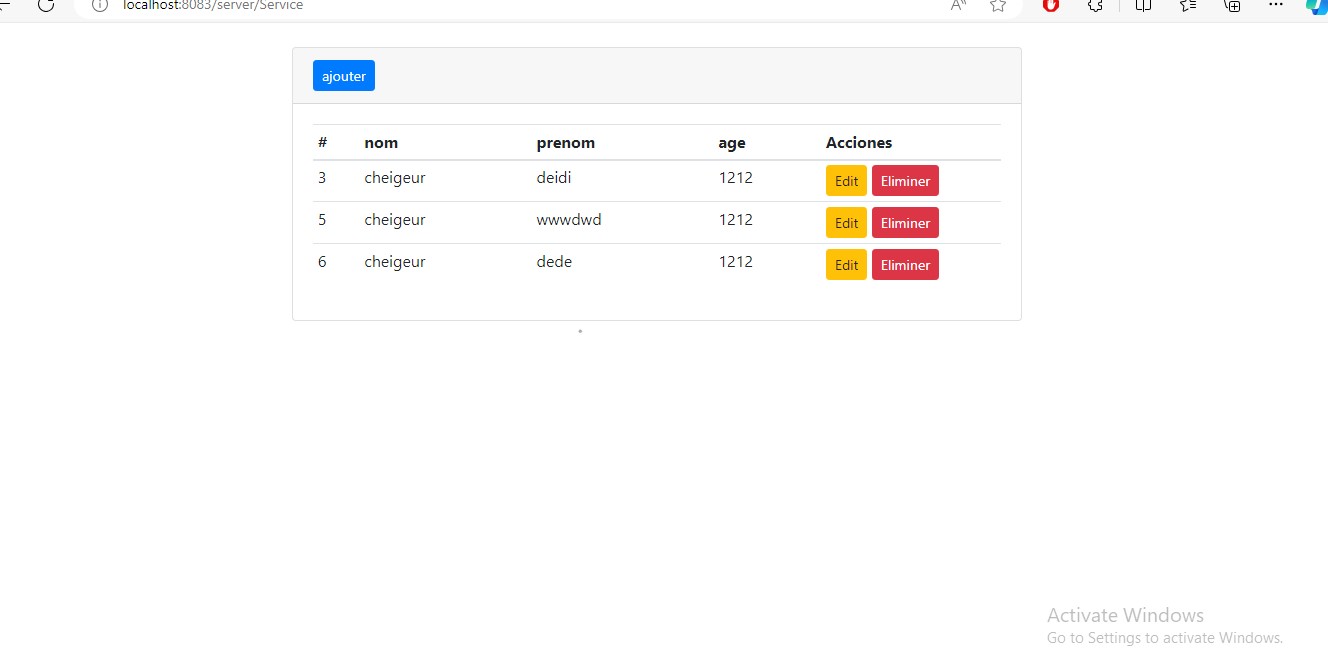 localhost:8083/server/Service
ajouter
# nom prenom age Acciones
3 cheigeur deidi 1212 Edit Eliminer
5 cheigeur wwwdwd 1212 Edit Eliminer
6 cheigeur dede 1212 Edit Eliminer
Activate Windows
Go to Settings to activate Windows.